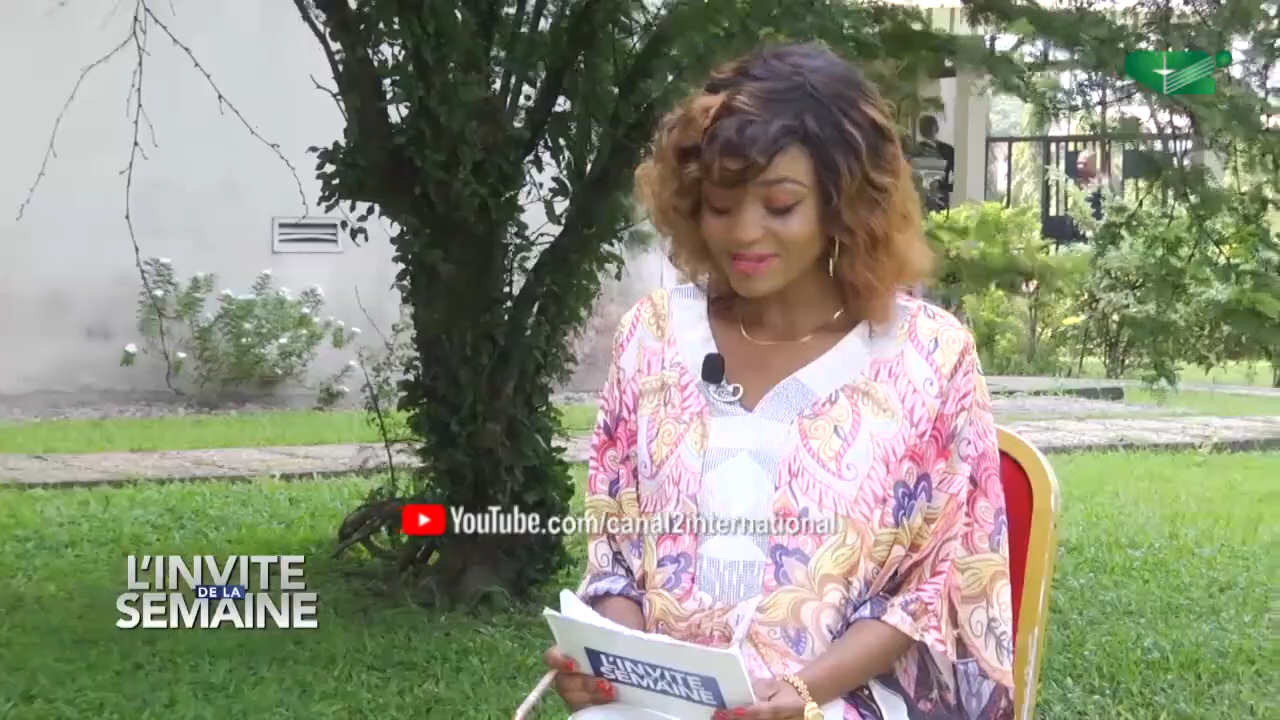 YouTube.com/canal2international
L'INVITE
DE LA
SEMAINE
L'INVITE
SEMAINE